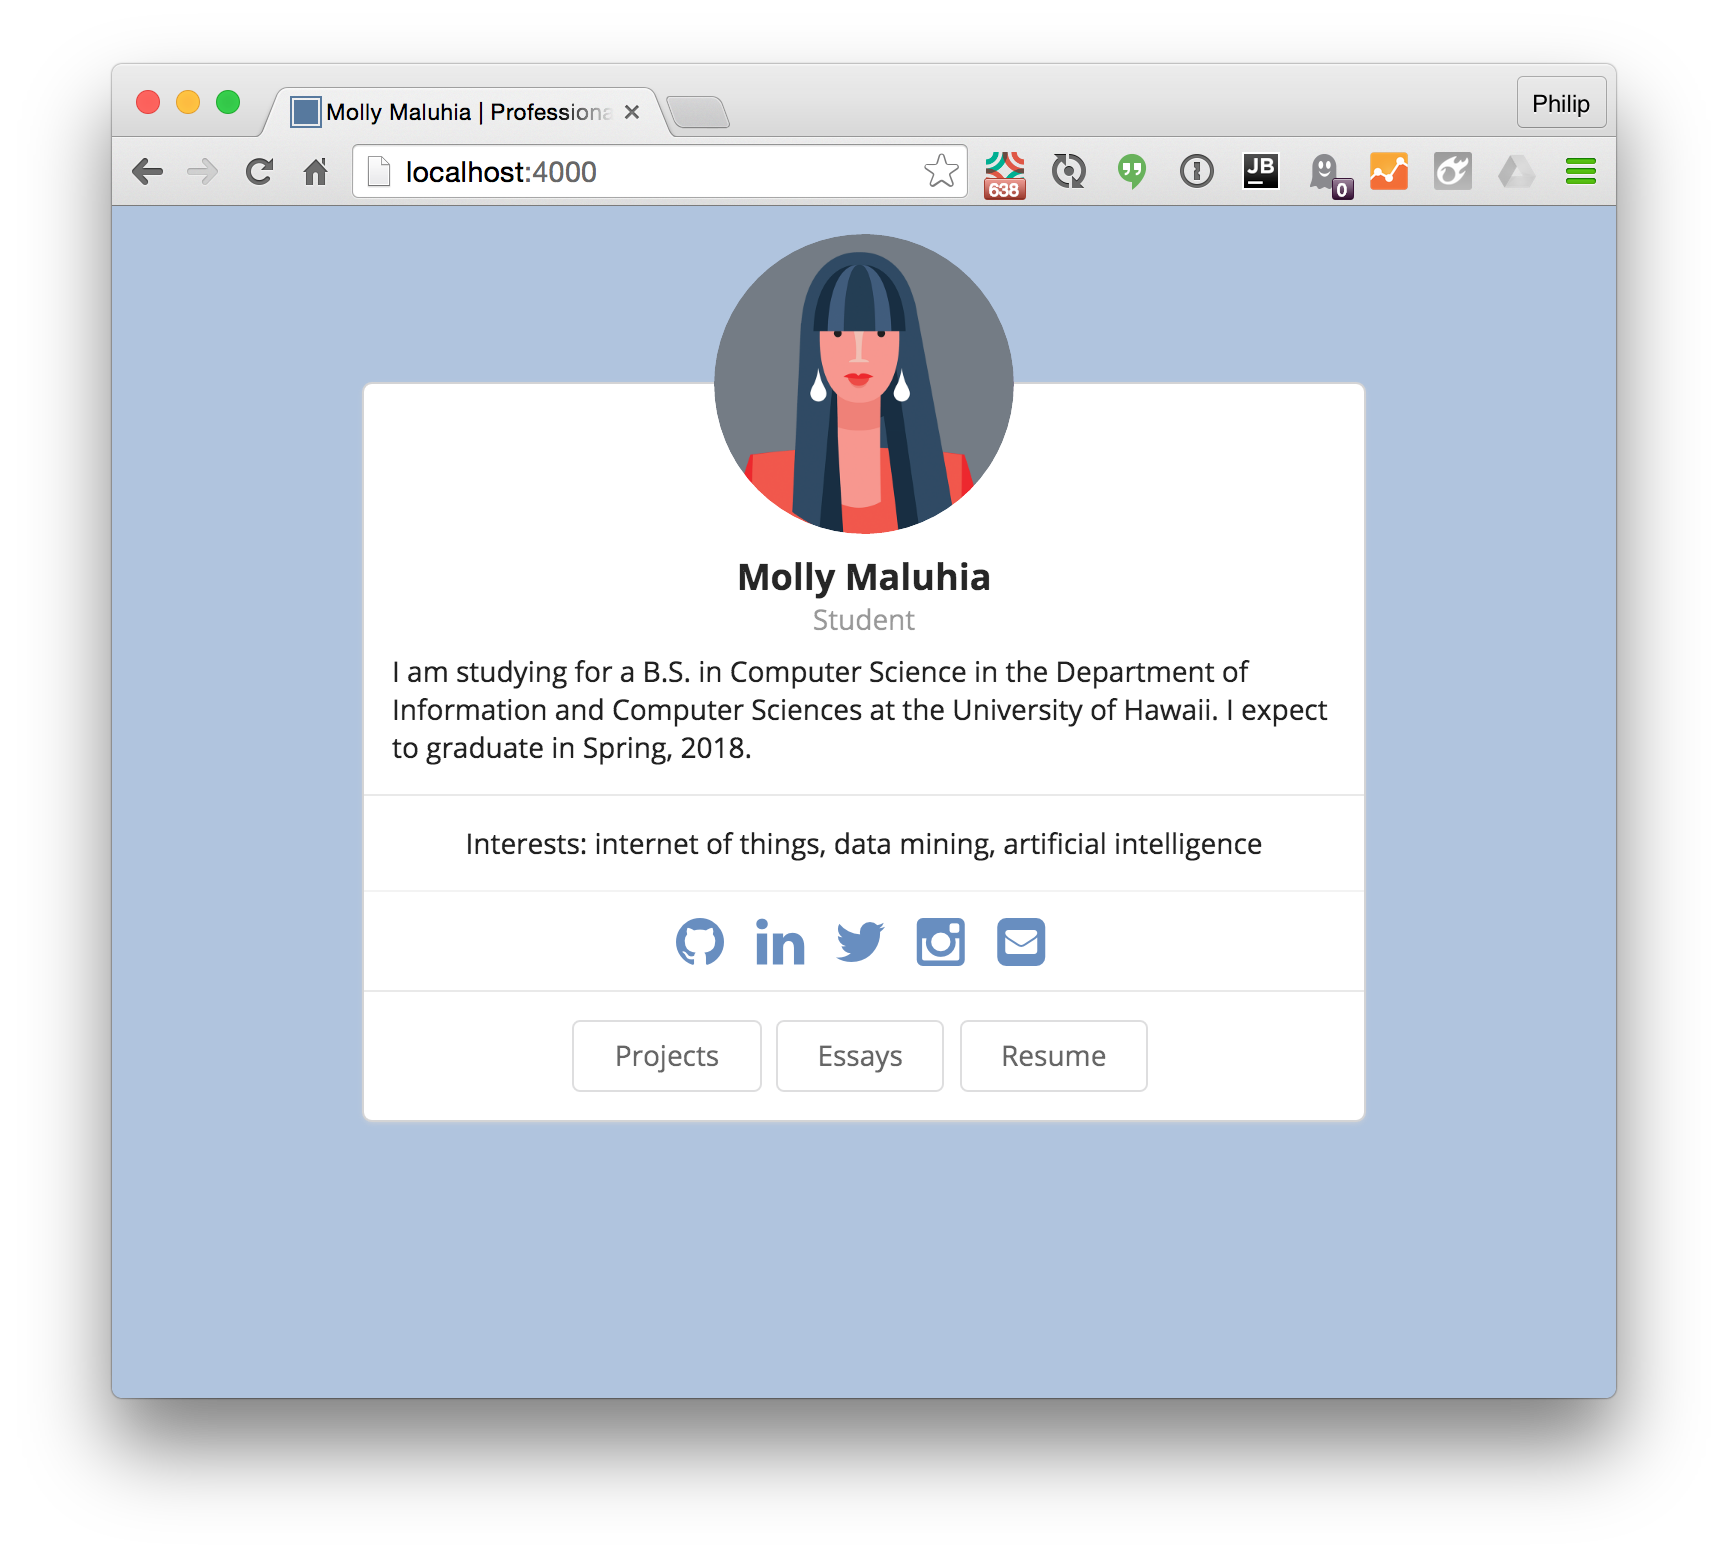 Molly Maluhia | Professiona
Philip
localhost:4000
638
JB
0
Molly Maluhia
Student
I am studying for a B.S. in Computer Science in the Department of
Information and Computer Sciences at the University of Hawaii. I expect
to graduate in Spring, 2018.
Interests: internet of things, data mining, artificial intelligence
in
Projects
Essays
Resume